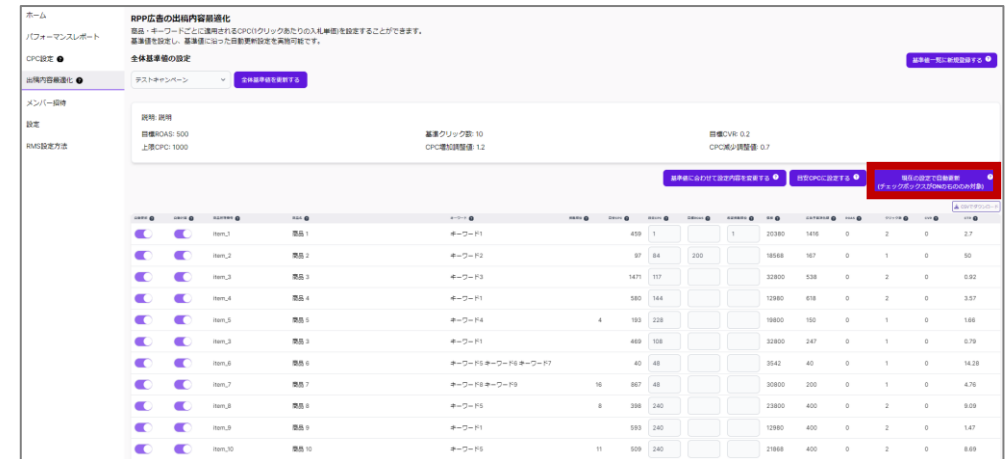 ホーム
パフォーマンスレポート
CPC設定
出稿内容最適化
メンバー招待
設定
RMS設定方法
RPP広告の出稿内容最適化
商品・キーワードごとに適用されるCPC(1クリックあたりの入札単価)を設定することができます。
基準値を設定し、基準値に沿った自動更新設定を実施可能です。
全体基準値の設定
基準値一覧に新規登録する
テストキャンペーン 全体基準値を更新する
説明: 説明
目標ROAS: 500 基準クリック数: 10 目標CVR: 0.2
上限CPC: 1000 CPC増加調整値: 1.2 CPC減少調整値: 0.7
基準値に合わせて設定内容を変更する 目安CPCに設定する 現在の設定で自動更新
(チェックボックスがONのもののみ対象)
CSVダウンロード
キーワード
item_1 商品 1 キーワード1 459 1 1 20380 1416 0 2 0 2.7
item_2 商品 2 キーワード2 97 84 200 18568 167 0 1 0 50
item_3 商品 3 キーワード3 1471 117 32800 538 0 2 0 0.92
item_4 商品 4 キーワード1 580 144 12980 618 0 2 0 3.57
item_5 商品 5 キーワード4 4 193 228 19800 150 0 1 0 1.66
item_3 商品 3 キーワード1 469 108 32800 247 0 1 0 0.79
item_6 商品 6 キーワード5 キーワード6 キーワード7 40 48 3542 40 0 1 0 14.28
item_7 商品 7 キーワード8 キーワード9 16 867 48 30800 200 0 1 0 4.76
item_8 商品 8 キーワード5 8 396 240 23800 400 0 2 0 9.09
item_9 商品 9 キーワード1 593 240 12980 400 0 2 0 1.47
item_10 商品 10 キーワード5 11 509 240 21868 400 0 2 0 8.69